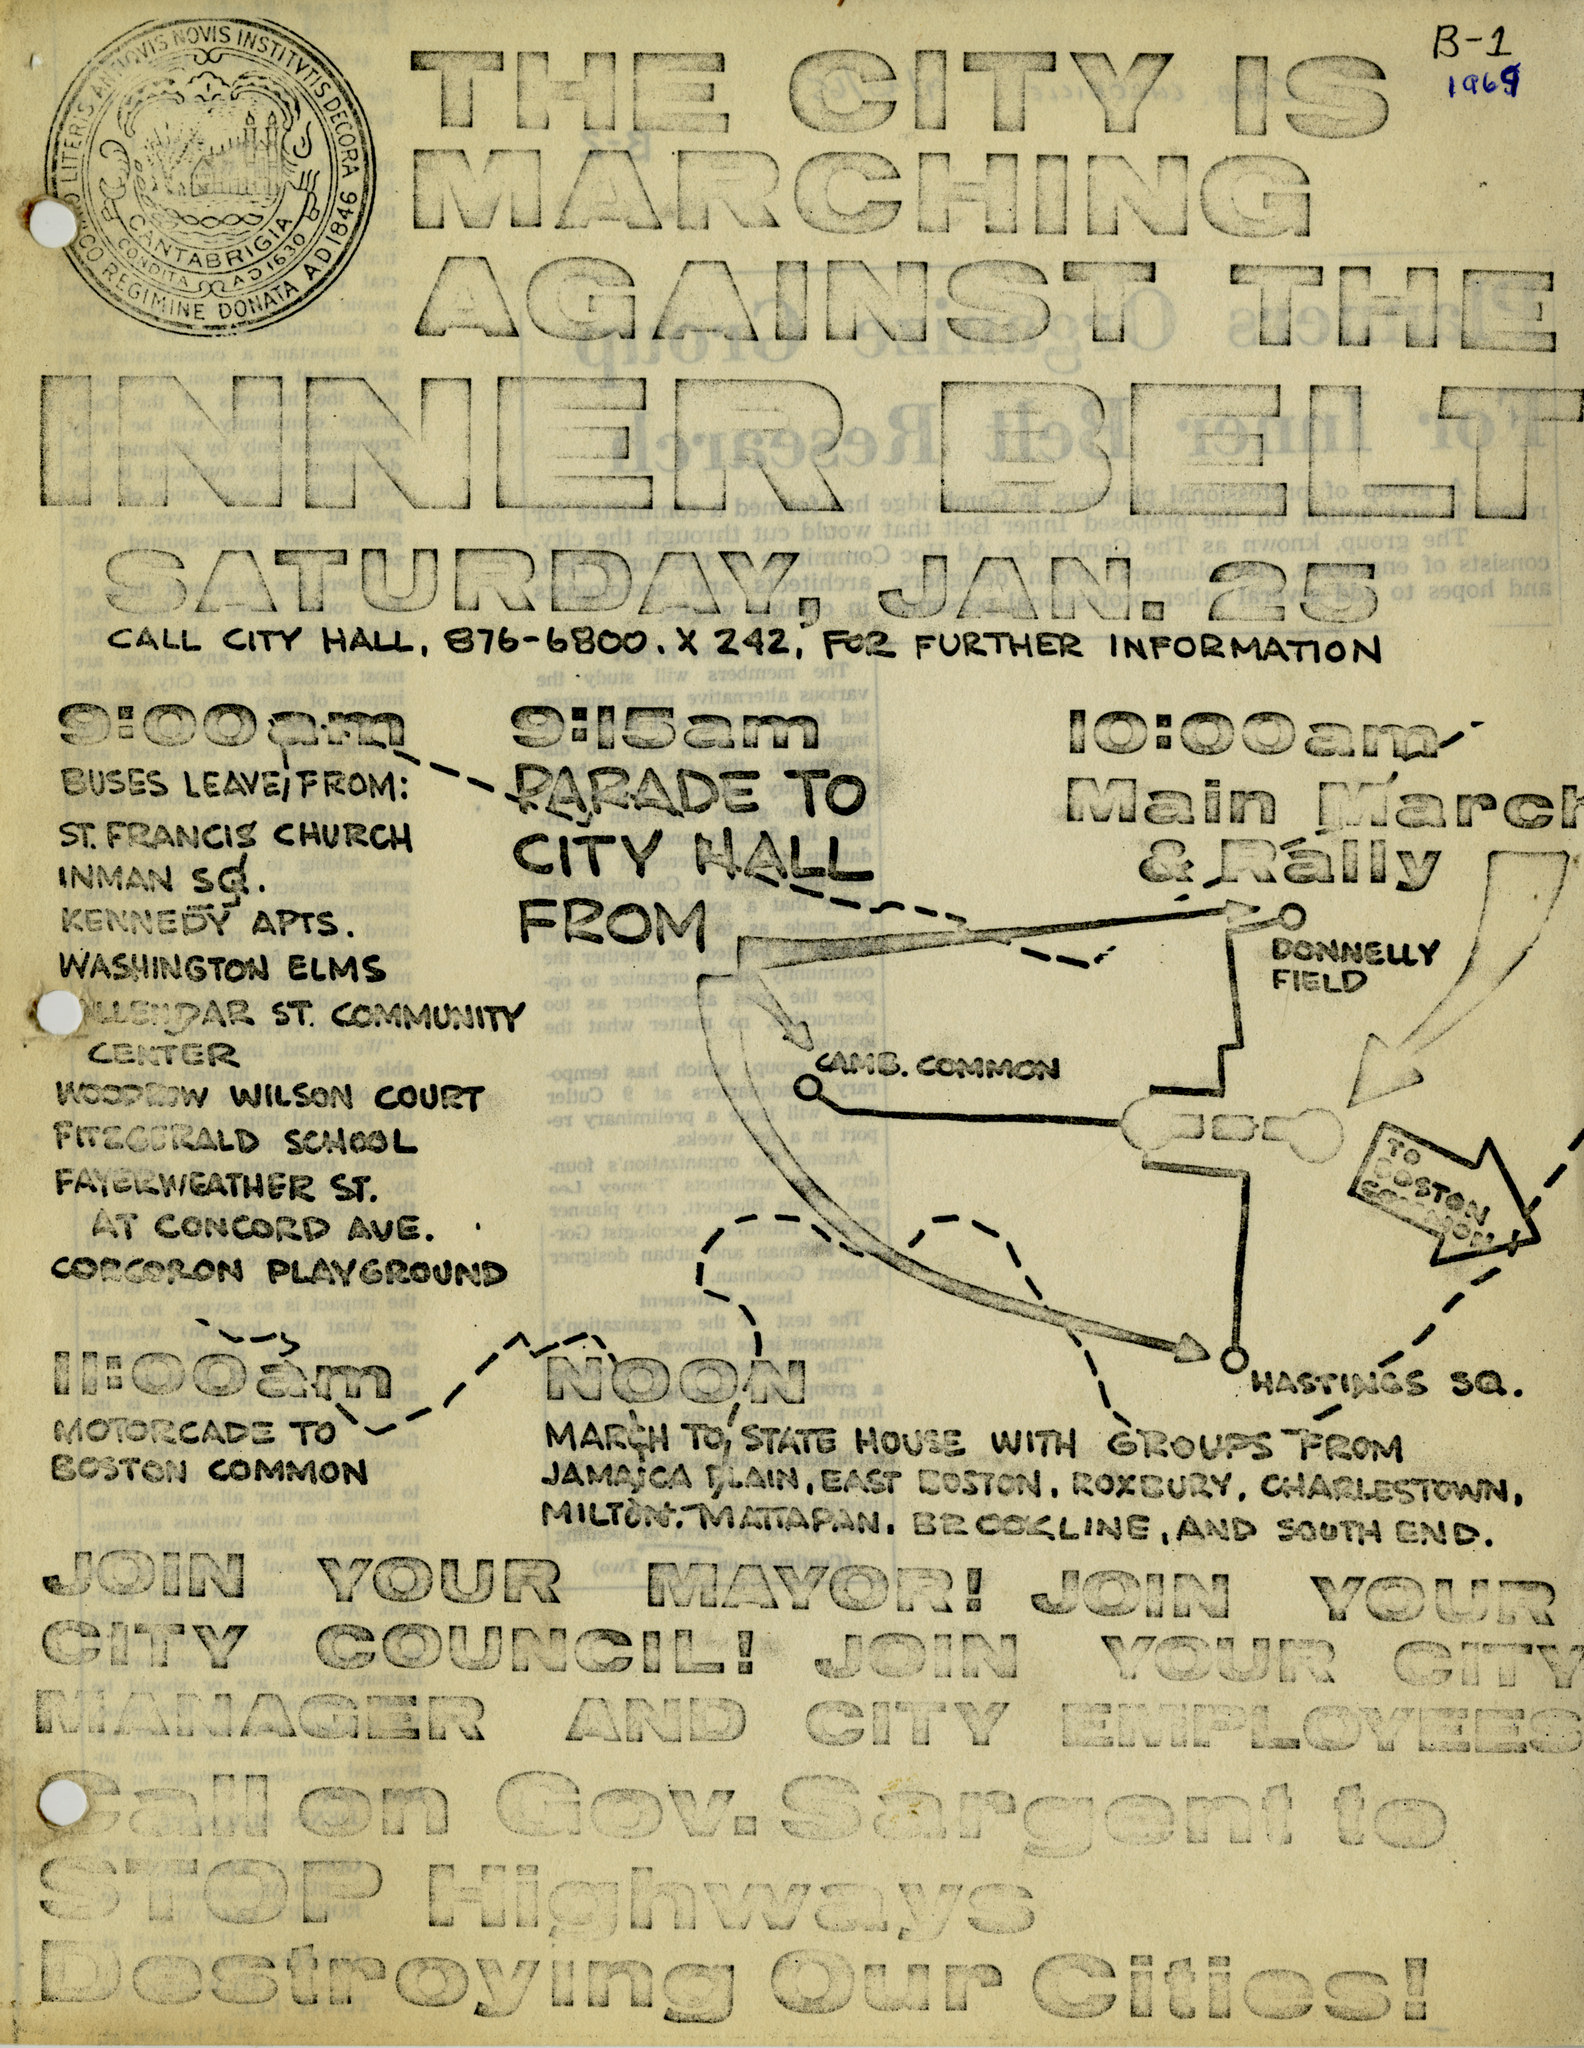 B-1
1969
LITERIS ANTIQVIS NOVIS INSTITVTIS DECORA
REGIMINE DONATA AD 1846
CANTABRIGIA
CONDITA AD 1630
THE CITY IS
MARCHING
AGAINST THE
INNER BELT
SATURDAY, JAN. 25
CALL CITY HALL, 876-6800, X 242, FOR FURTHER INFORMATION
9:00am
BUSES LEAVE FROM:
ST. FRANCIS CHURCH
INMAN SQ.
KENNEDY APTS.
WASHINGTON ELMS
ST. COMMUNITY
CENTER
WOODROW WILSON COURT
FITZGERALD SCHOOL
FAYERWEATHER ST.
AT CONCORD AVE.
CORCORON PLAYGROUND
9:15am
PARADE TO
CITY HALL
FROM
10:00am
Main March
& Rally
DONNELLY
FIELD
CAMB. COMMON
TO
BOSTON
COMMON
HASTINGS SQ.
11:00am
MOTORCADE TO
BOSTON COMMON
NOON
MARCH TO STATE HOUSE WITH GROUPS FROM
JAMAICA PLAIN, EAST BOSTON, ROXBURY, CHARLESTOWN,
MILTON, MATTAPAN, BROOKLINE, AND SOUTH END.
JOIN YOUR MAYOR! JOIN YOUR
CITY COUNCIL! JOIN YOUR CITY
MANAGER AND CITY EMPLOYEES
Call on Gov. Sargent to
STOP Highways
Destroying Our Cities!